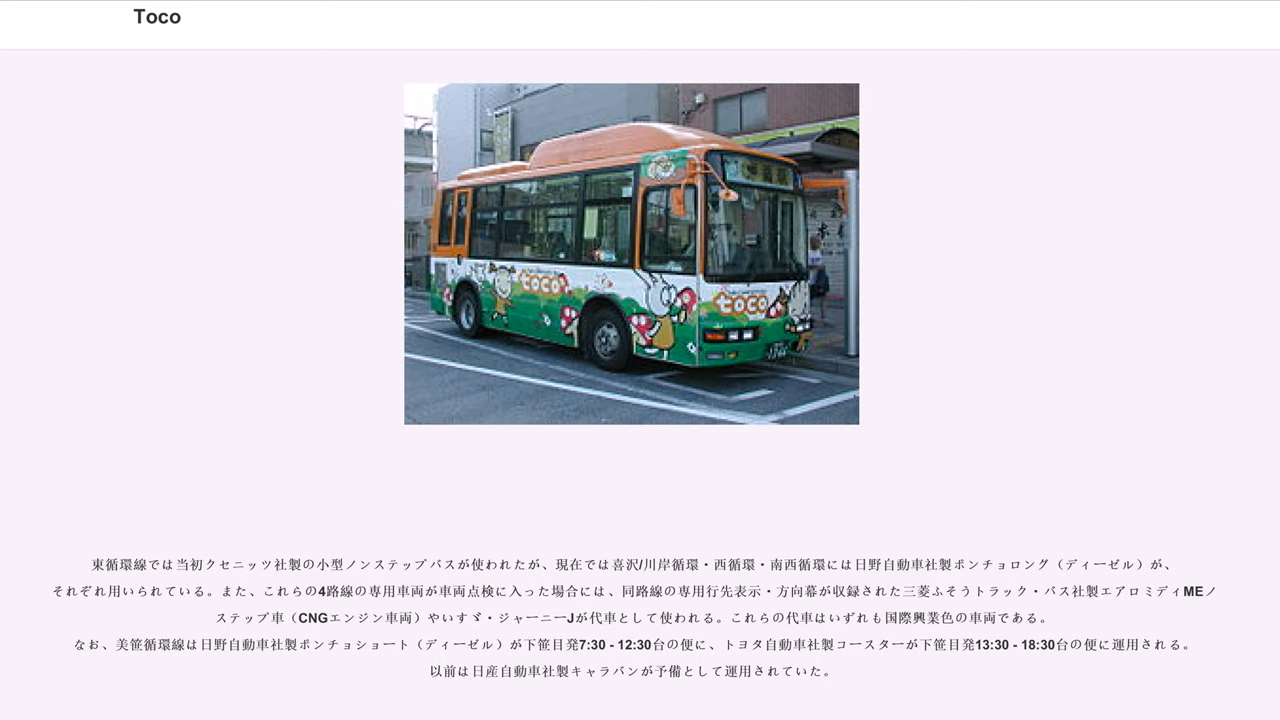 Toco
toco
toco
東循環線では当初クセニッツ社製の小型ノンステップバスが使われたが、現在では喜沢/川岸循環・西循環・南西循環には日野自動車社製ポンチョロング（ディーゼル）が、
それぞれ用いられている。また、これらの4路線の専用車両が車両点検に入った場合には、同路線の専用行先表示・方向幕が収録された三菱ふそうトラック・バス社製エアロミディMEノ
ステップ車（CNGエンジン車両）やいすゞ・ジャーニーJが代車として使われる。これらの代車はいずれも国際興業色の車両である。
なお、美笹循環線は日野自動車社製ポンチョショート（ディーゼル）が下笹目発7:30 - 12:30台の便に、トヨタ自動車社製コースターが下笹目発13:30 - 18:30台の便に運用される。
以前は日産自動車社製キャラバンが予備として運用されていた。